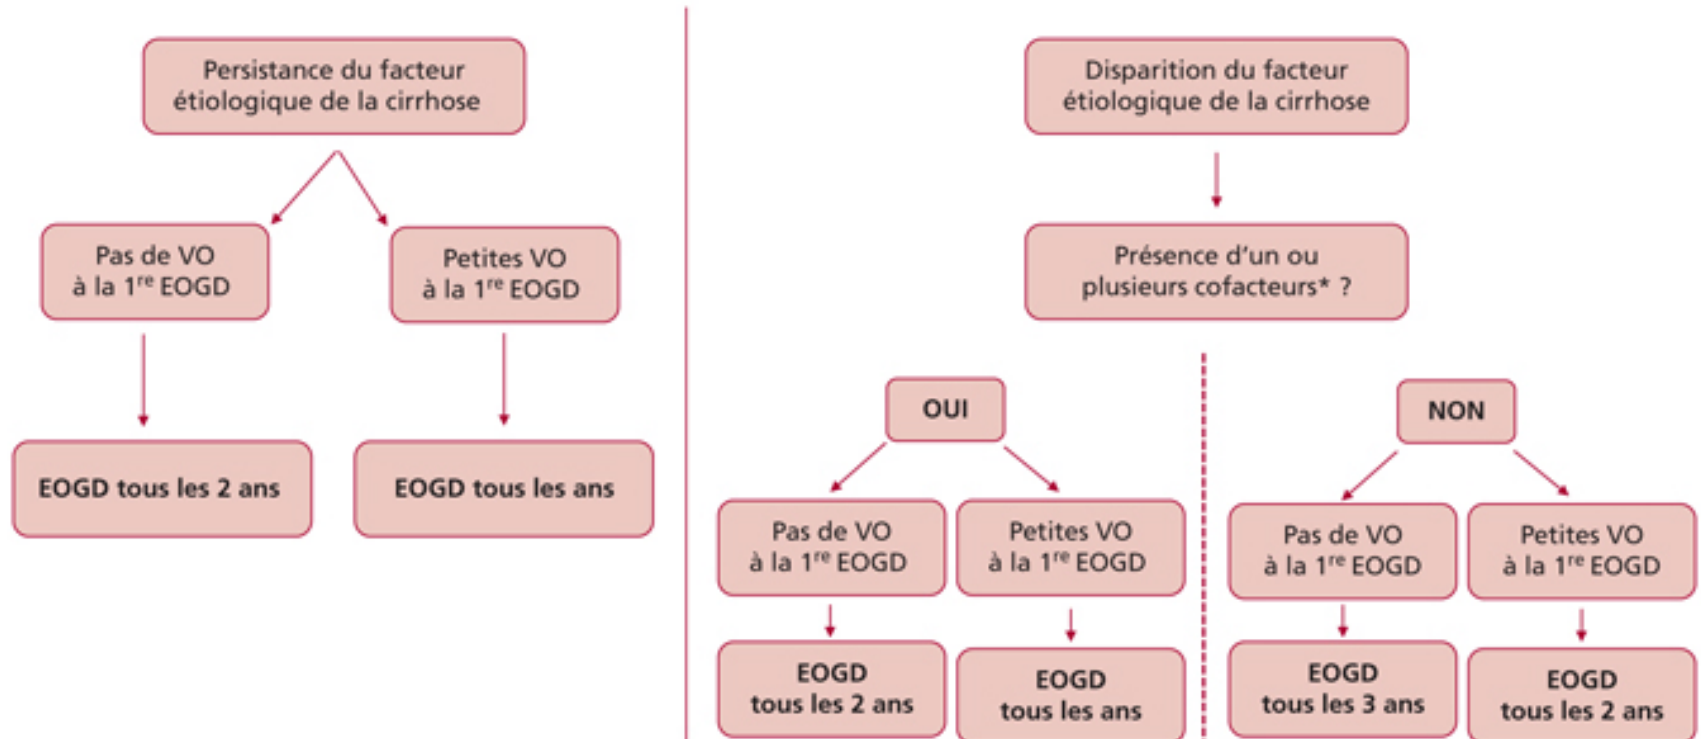 Persistance du facteur
étiologique de la cirrhose
Pas de VO
à la 1re EOGD
Petites VO
à la 1re EOGD
EOGD tous les 2 ans
EOGD tous les ans
Disparition du facteur
étiologique de la cirrhose
Présence d'un ou
plusieurs cofacteurs* ?
OUI
NON
Pas de VO
à la 1re EOGD
Petites VO
à la 1re EOGD
Pas de VO
à la 1re EOGD
Petites VO
à la 1re EOGD
EOGD
tous les 2 ans
EOGD
tous les ans
EOGD
tous les 3 ans
EOGD
tous les 2 ans